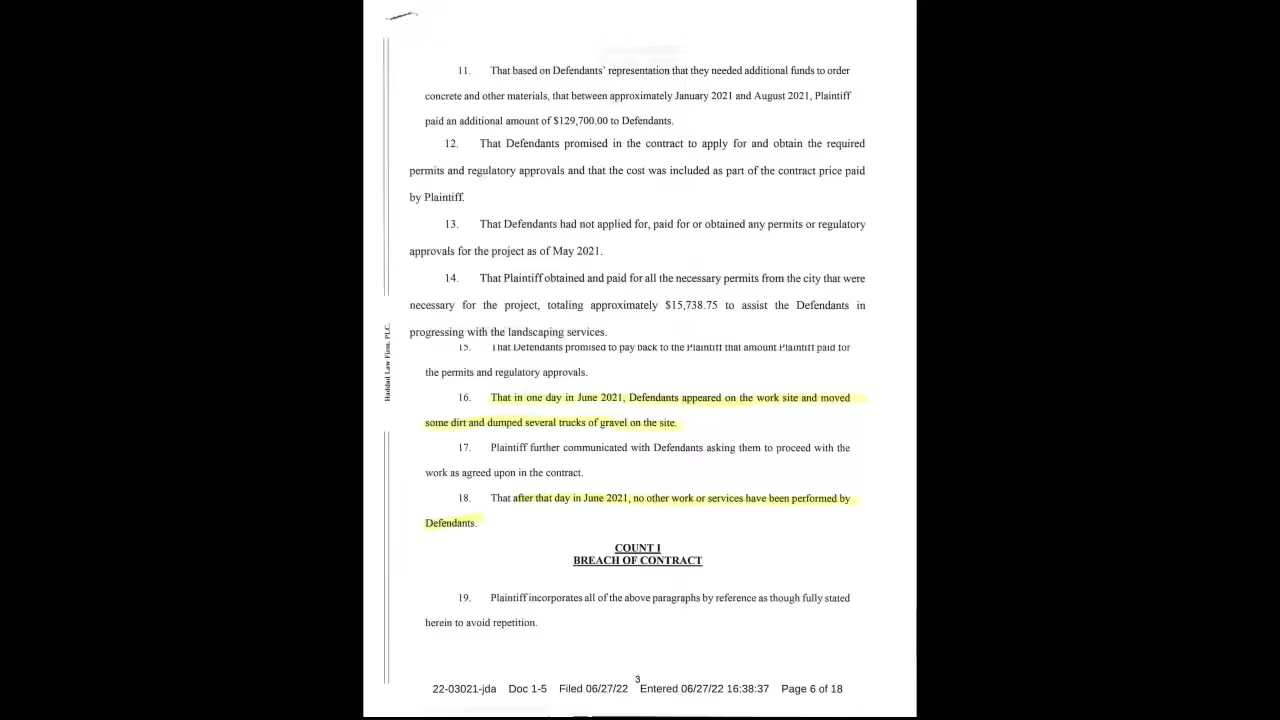 11. That based on Defendants' representation that they needed additional funds to order
concrete and other materials, that between approximately January 2021 and August 2021, Plaintiff
paid an additional amount of $129,700.00 to Defendants.
12. That Defendants promised in the contract to apply for and obtain the required
permits and regulatory approvals and that the cost was included as part of the contract price paid
by Plaintiff.
13. That Defendants had not applied for, paid for or obtained any permits or regulatory
approvals for the project as of May 2021.
14. That Plaintiff obtained and paid for all the necessary permits from the city that were
necessary for the project, totaling approximately $15,738.75 to assist the Defendants in
progressing with the landscaping services.
15. That Defendants promised to pay back to the Plaintiff that amount Plaintiff paid for
the permits and regulatory approvals.
16. That in one day in June 2021, Defendants appeared on the work site and moved
some dirt and dumped several trucks of gravel on the site.
17. Plaintiff further communicated with Defendants asking them to proceed with the
work as agreed upon in the contract.
18. That after that day in June 2021, no other work or services have been performed by
Defendants.
COUNT I
BREACH OF CONTRACT
19. Plaintiff incorporates all of the above paragraphs by reference as though fully stated
herein to avoid repetition.
Haddad Law Firm, PLC.
3
22-03021-jda Doc 1-5 Filed 06/27/22 Entered 06/27/22 16:38:37 Page 6 of 18